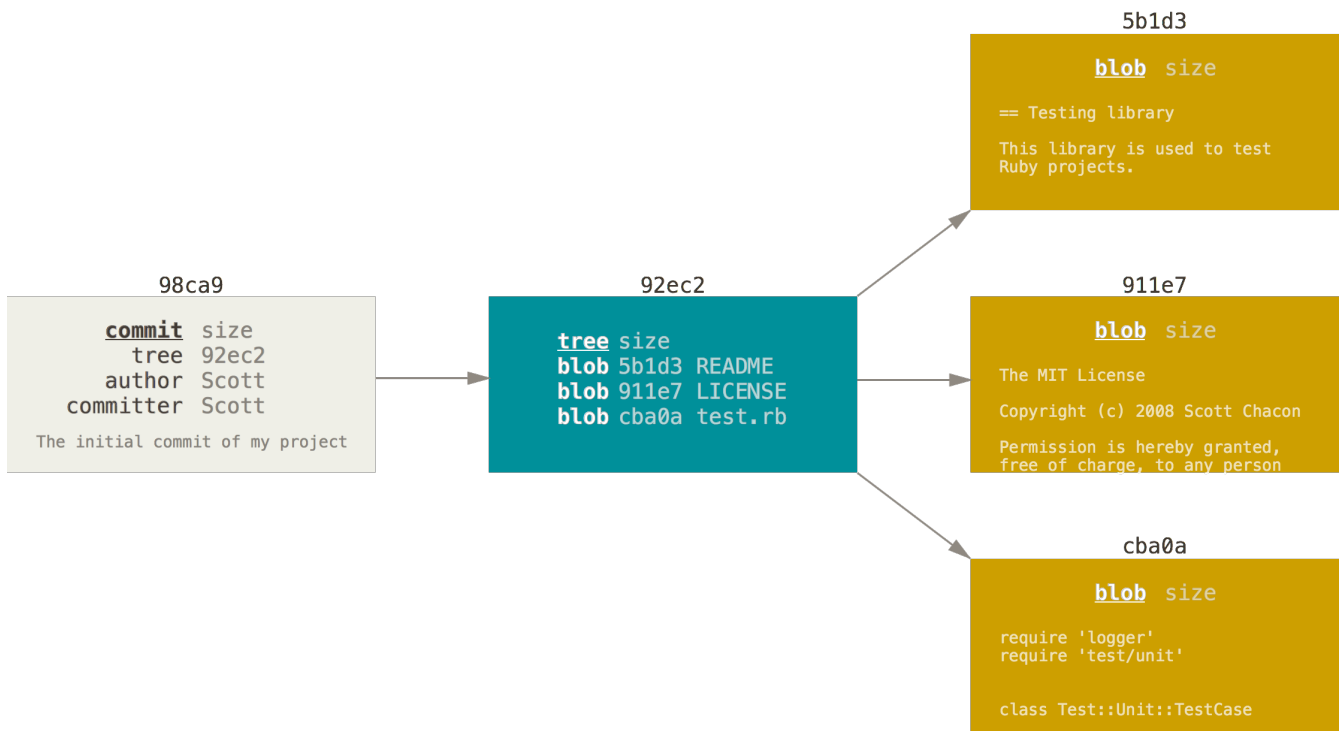 98ca9
commit size
tree 92ec2
author Scott
committer Scott
The initial commit of my project
92ec2
tree size
blob 5b1d3 README
blob 911e7 LICENSE
blob cba0a test.rb
5b1d3
blob size
== Testing library
This library is used to test
Ruby projects.
911e7
blob size
The MIT License
Copyright (c) 2008 Scott Chacon
Permission is hereby granted,
free of charge, to any person
cba0a
blob size
require 'logger'
require 'test/unit'
class Test::Unit::TestCase